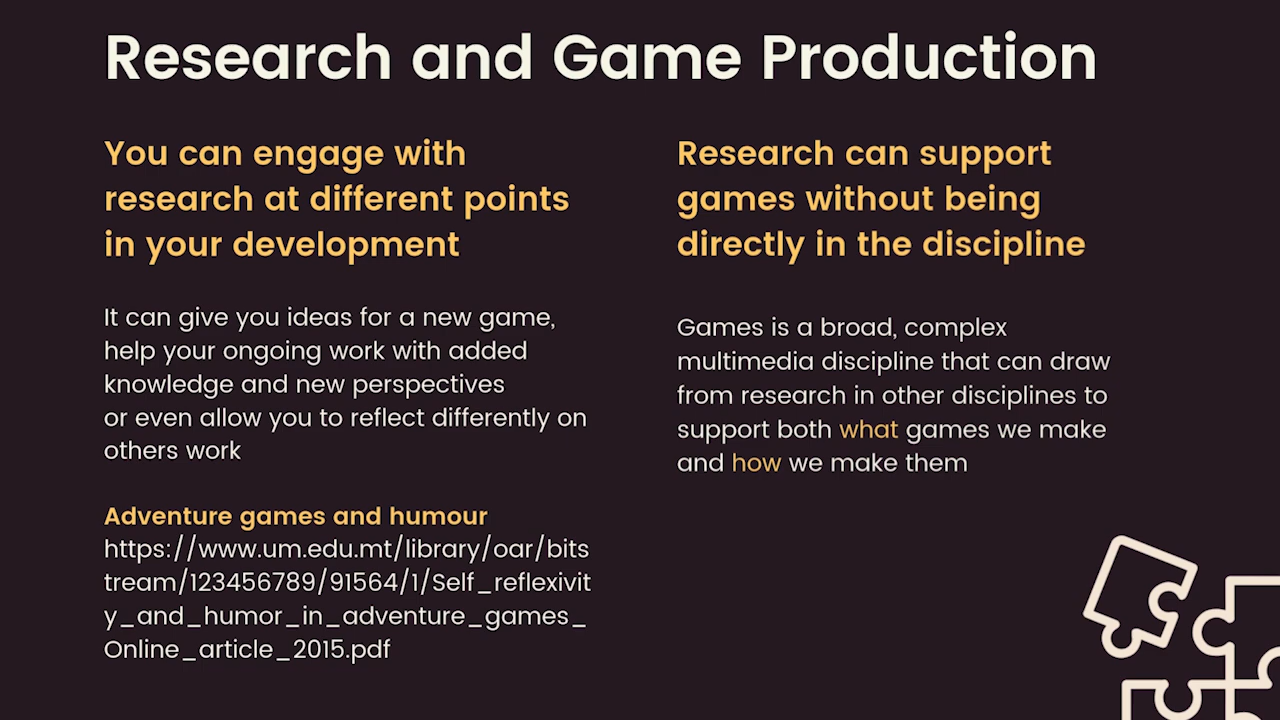 Research and Game Production
You can engage with
research at different points
in your development
It can give you ideas for a new game,
help your ongoing work with added
knowledge and new perspectives
or even allow you to reflect differently on
others work
Adventure games and humour
https://www.um.edu.mt/library/oar/bits
tream/123456789/91564/1/Self_reflexivit
y_and_humor_in_adventure_games_
Online_article_2015.pdf
Research can support
games without being
directly in the discipline
Games is a broad, complex
multimedia discipline that can draw
from research in other disciplines to
support both what games we make
and how we make them